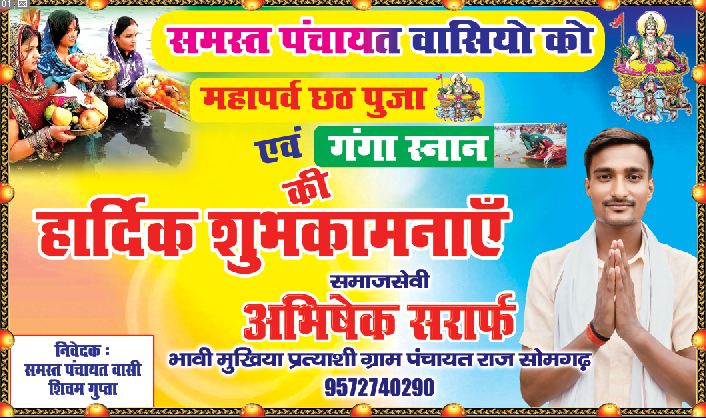 01
समस्त पंचायत वासियो को
महापर्व छठ पुजा
एवं गंगा स्नान
की
हार्दिक शुभकामनाएँ
समाजसेवी
अभिषेक सरार्फ
भावी मुखिया प्रत्याशी ग्राम पंचायत राज सोमगढ़
9572740290
निवेदक :
समस्त पंचायत वासी
शिवम गुप्ता